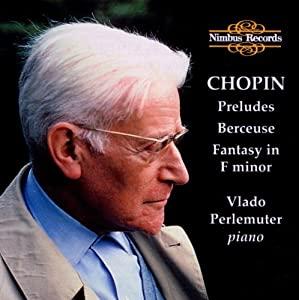 Nimbus Records
CHOPIN
Preludes
Berceuse
Fantasy in
F minor
Vlado
Perlemuter
piano